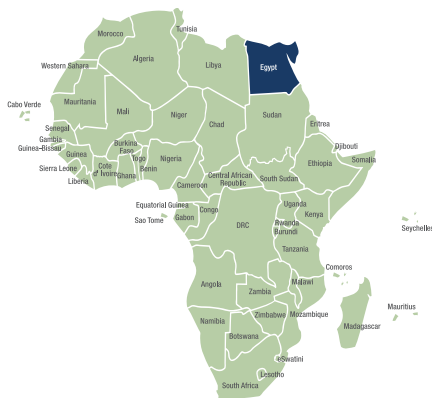 Tunisia
Morocco
Algeria
Libya
Egypt
Western Sahara
Cabo Verde
Mauritania
Mali
Niger
Chad
Sudan
Eritrea
Senegal
Gambia
Guinea-Bissau
Guinea
Sierra Leone
Liberia
Cote
d' Ivoire
Burkina
Faso
Ghana
Togo
Benin
Nigeria
Cameroon
Central African
Republic
South Sudan
Ethiopia
Djibouti
Somalia
Equatorial Guinea
Sao Tome
Gabon
Congo
DRC
Uganda
Kenya
Rwanda
Burundi
Tanzania
Seychelles
Comoros
Angola
Zambia
Malawi
Mozambique
Zimbabwe
Namibia
Botswana
Madagascar
Mauritius
eSwatini
Lesotho
South Africa